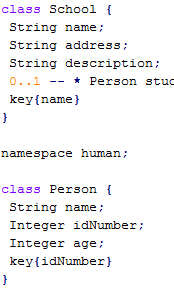 class School {
String name;
String address;
String description;
0..1 -- * Person stud
key{name}
}
namespace human;
class Person {
String name;
Integer idNumber;
Integer age;
key{idNumber}
}